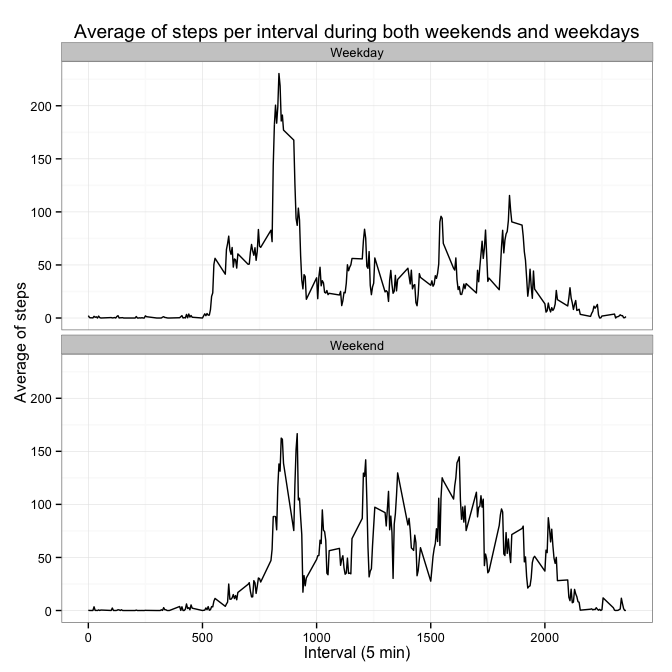 Average of steps per interval during both weekends and weekdays
Weekday
200
150
100
50
0
Average of steps
Weekend
200
150
100
50
0
0 500 1000 1500 2000
Interval (5 min)